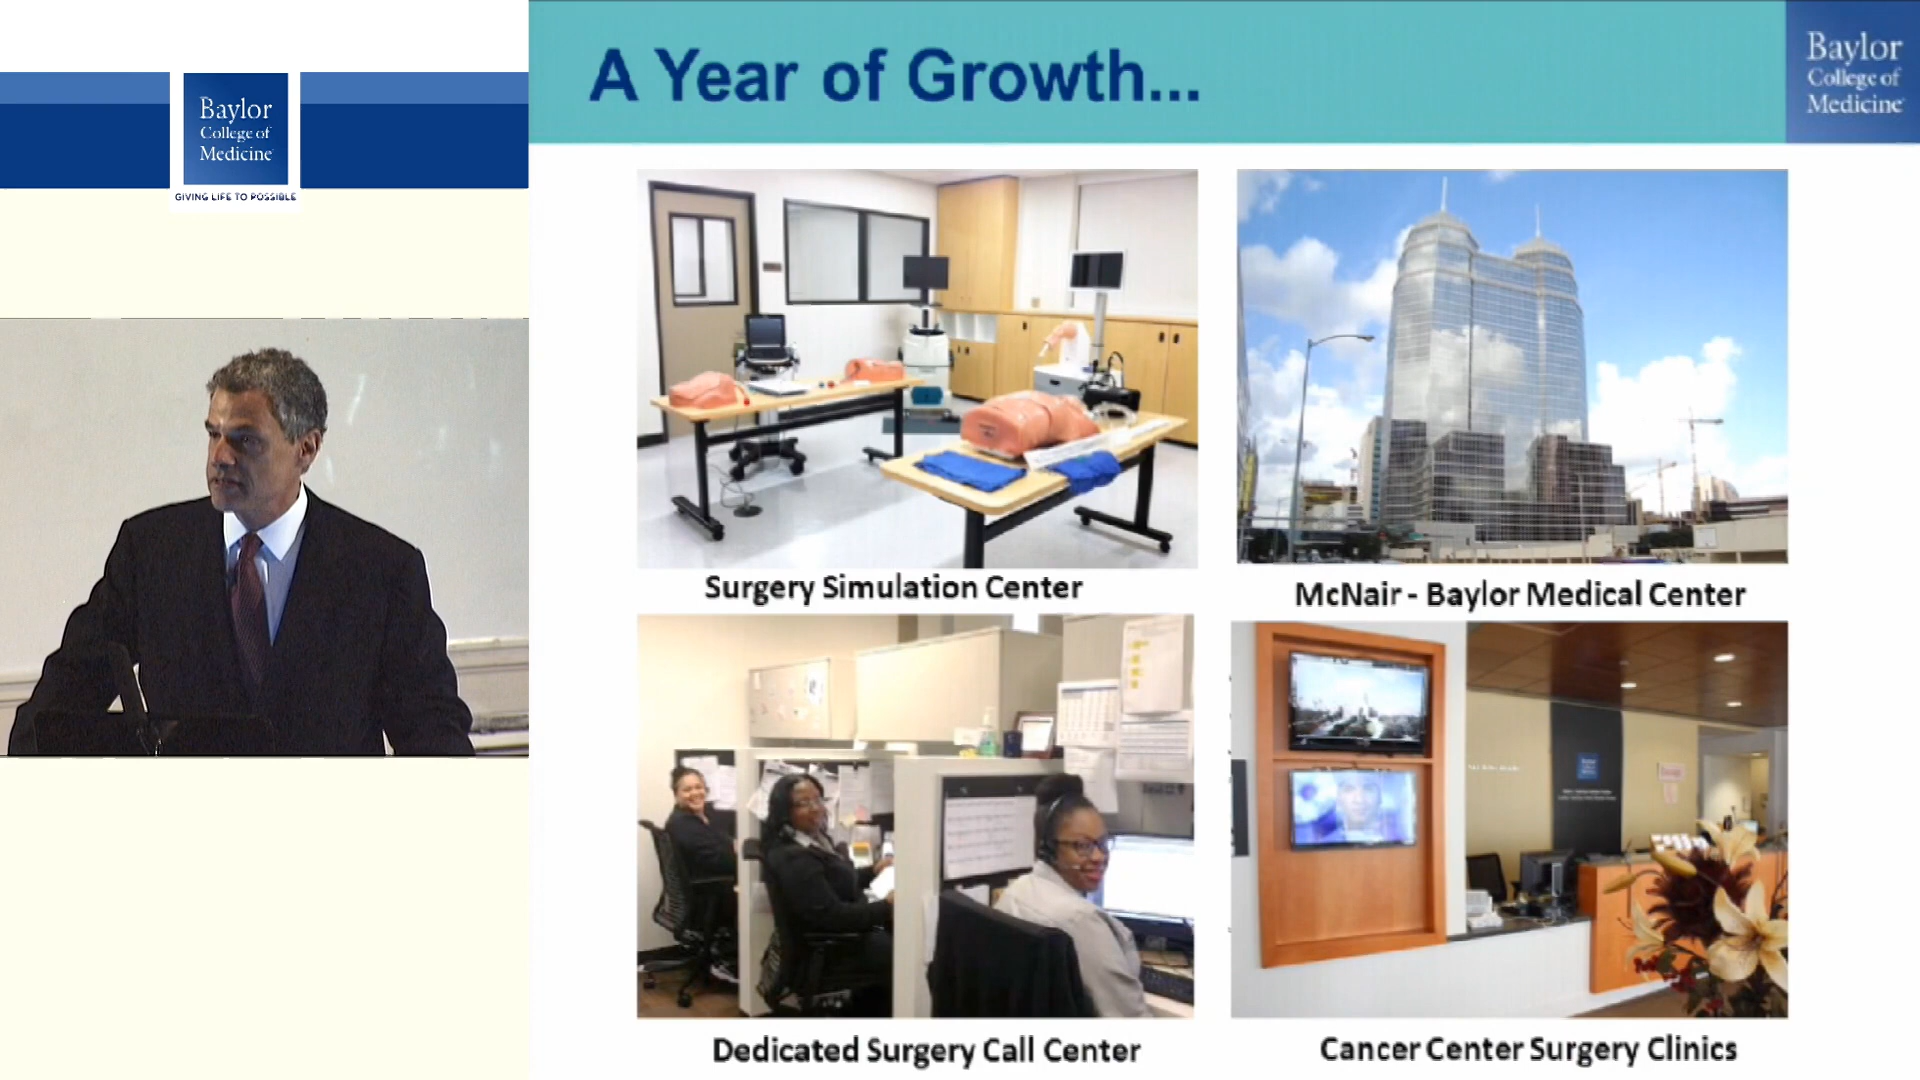 Baylor
College of
Medicine
GIVING LIFE TO POSSIBLE
A Year of Growth...
Baylor
College of
Medicine
Surgery Simulation Center
McNair - Baylor Medical Center
Dedicated Surgery Call Center
Cancer Center Surgery Clinics